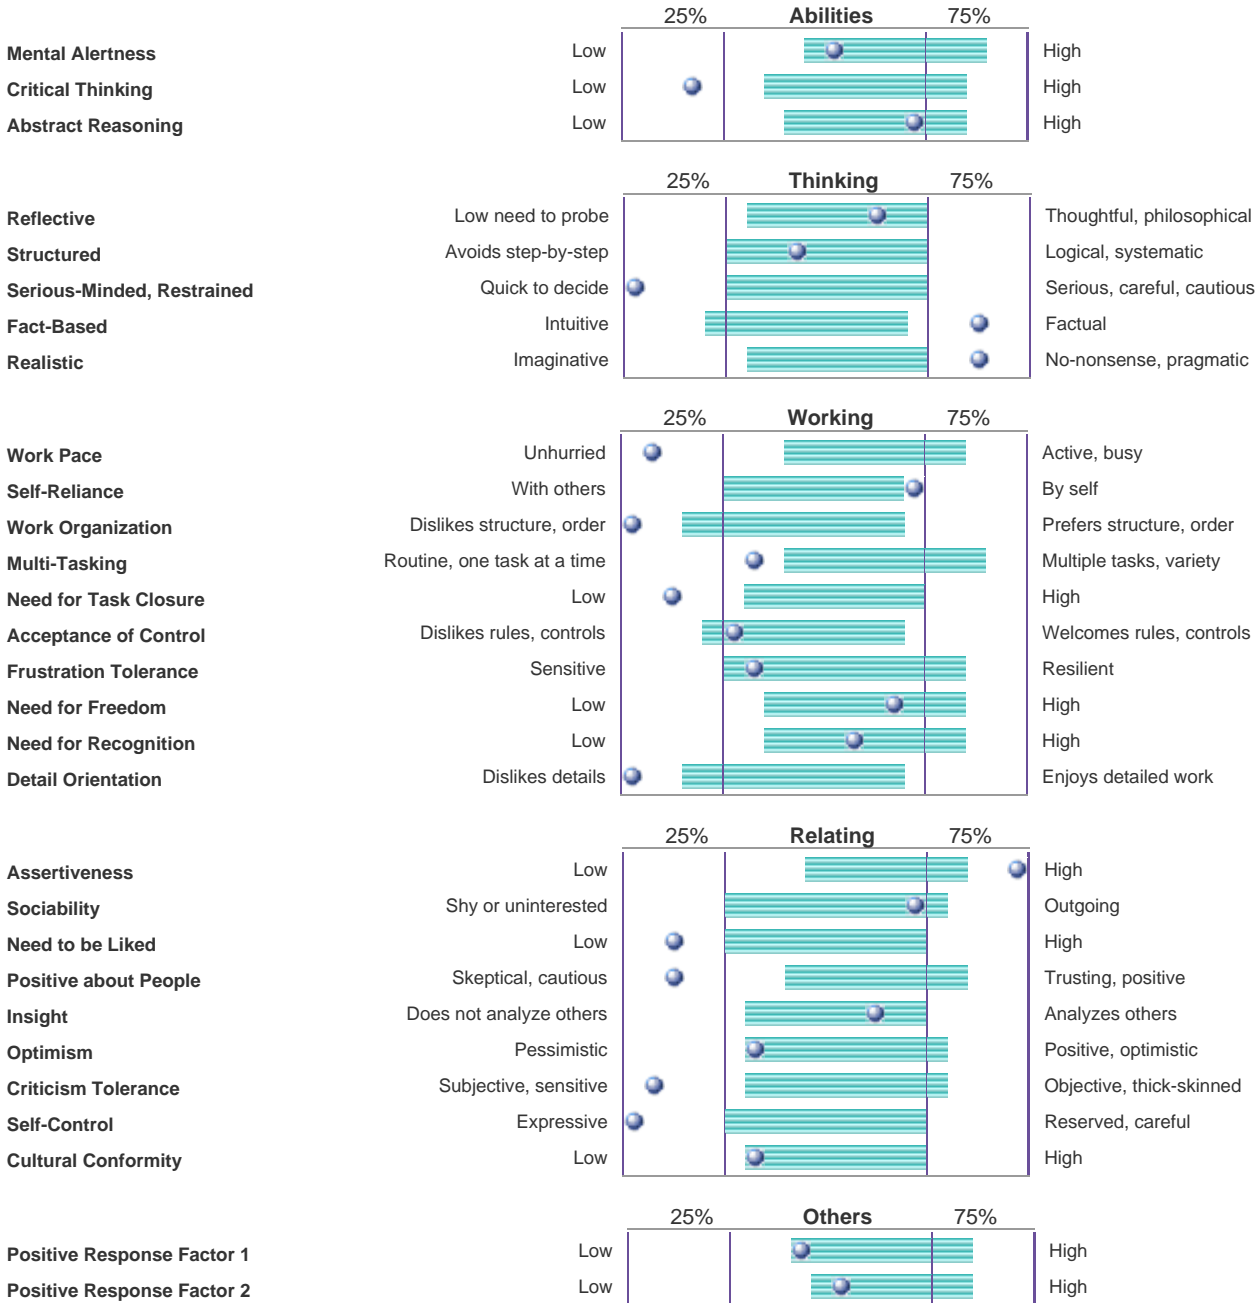 25% Abilities 75%
Mental Alertness Low High
Critical Thinking Low High
Abstract Reasoning Low High
25% Thinking 75%
Reflective Low need to probe Thoughtful, philosophical
Structured Avoids step-by-step Logical, systematic
Serious-Minded, Restrained Quick to decide Serious, careful, cautious
Fact-Based Intuitive Factual
Realistic Imaginative No-nonsense, pragmatic
25% Working 75%
Work Pace Unhurried Active, busy
Self-Reliance With others By self
Work Organization Dislikes structure, order Prefers structure, order
Multi-Tasking Routine, one task at a time Multiple tasks, variety
Need for Task Closure Low High
Acceptance of Control Dislikes rules, controls Welcomes rules, controls
Frustration Tolerance Sensitive Resilient
Need for Freedom Low High
Need for Recognition Low High
Detail Orientation Dislikes details Enjoys detailed work
25% Relating 75%
Assertiveness Low High
Sociability Shy or uninterested Outgoing
Need to be Liked Low High
Positive about People Skeptical, cautious Trusting, positive
Insight Does not analyze others Analyzes others
Optimism Pessimistic Positive, optimistic
Criticism Tolerance Subjective, sensitive Objective, thick-skinned
Self-Control Expressive Reserved, careful
Cultural Conformity Low High
25% Others 75%
Positive Response Factor 1 Low High
Positive Response Factor 2 Low High